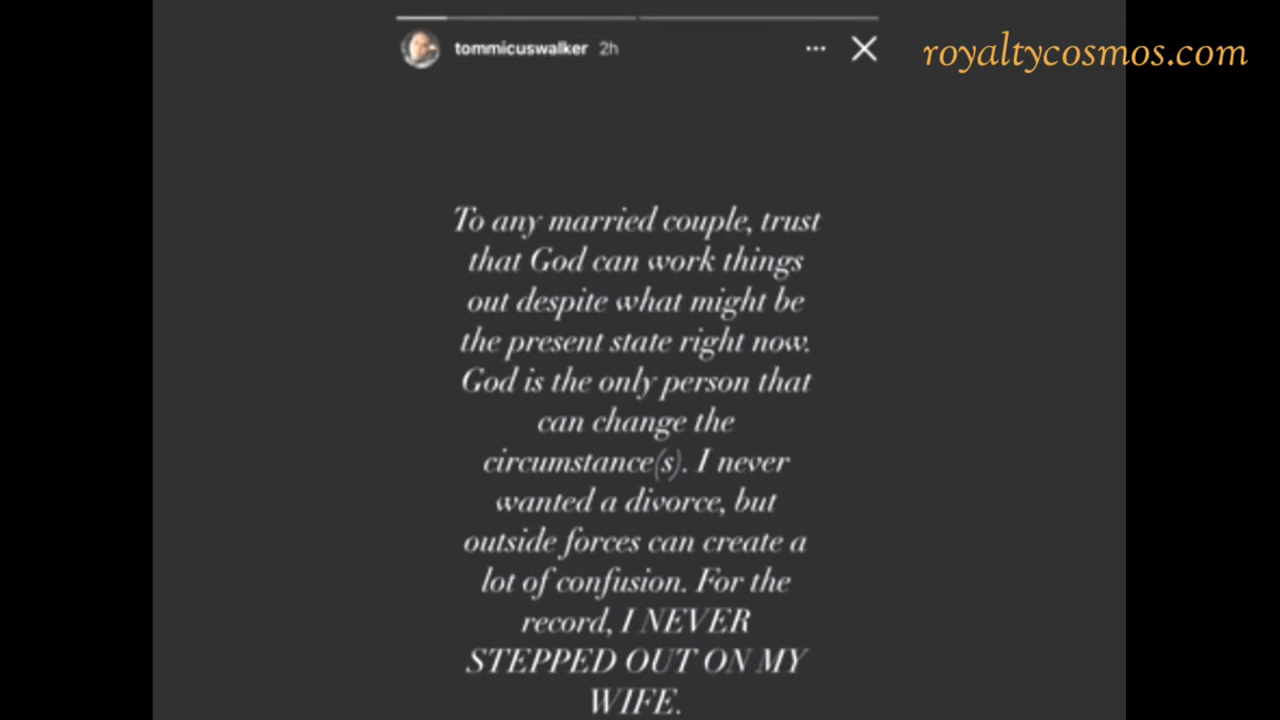 tommicuswalker 2h
royaltycosmos.com
To any married couple, trust
that God can work things
out despite what might be
the present state right now.
God is the only person that
can change the
circumstance(s). I never
wanted a divorce, but
outside forces can create a
lot of confusion. For the
record, I NEVER
STEPPED OUT ON MY
WIFE.